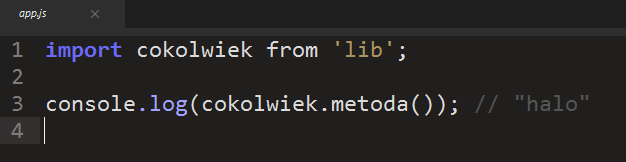 app.js ×
1 import cokolwiek from 'lib';
2
3 console.log(cokolwiek.metoda()); // "halo"
4